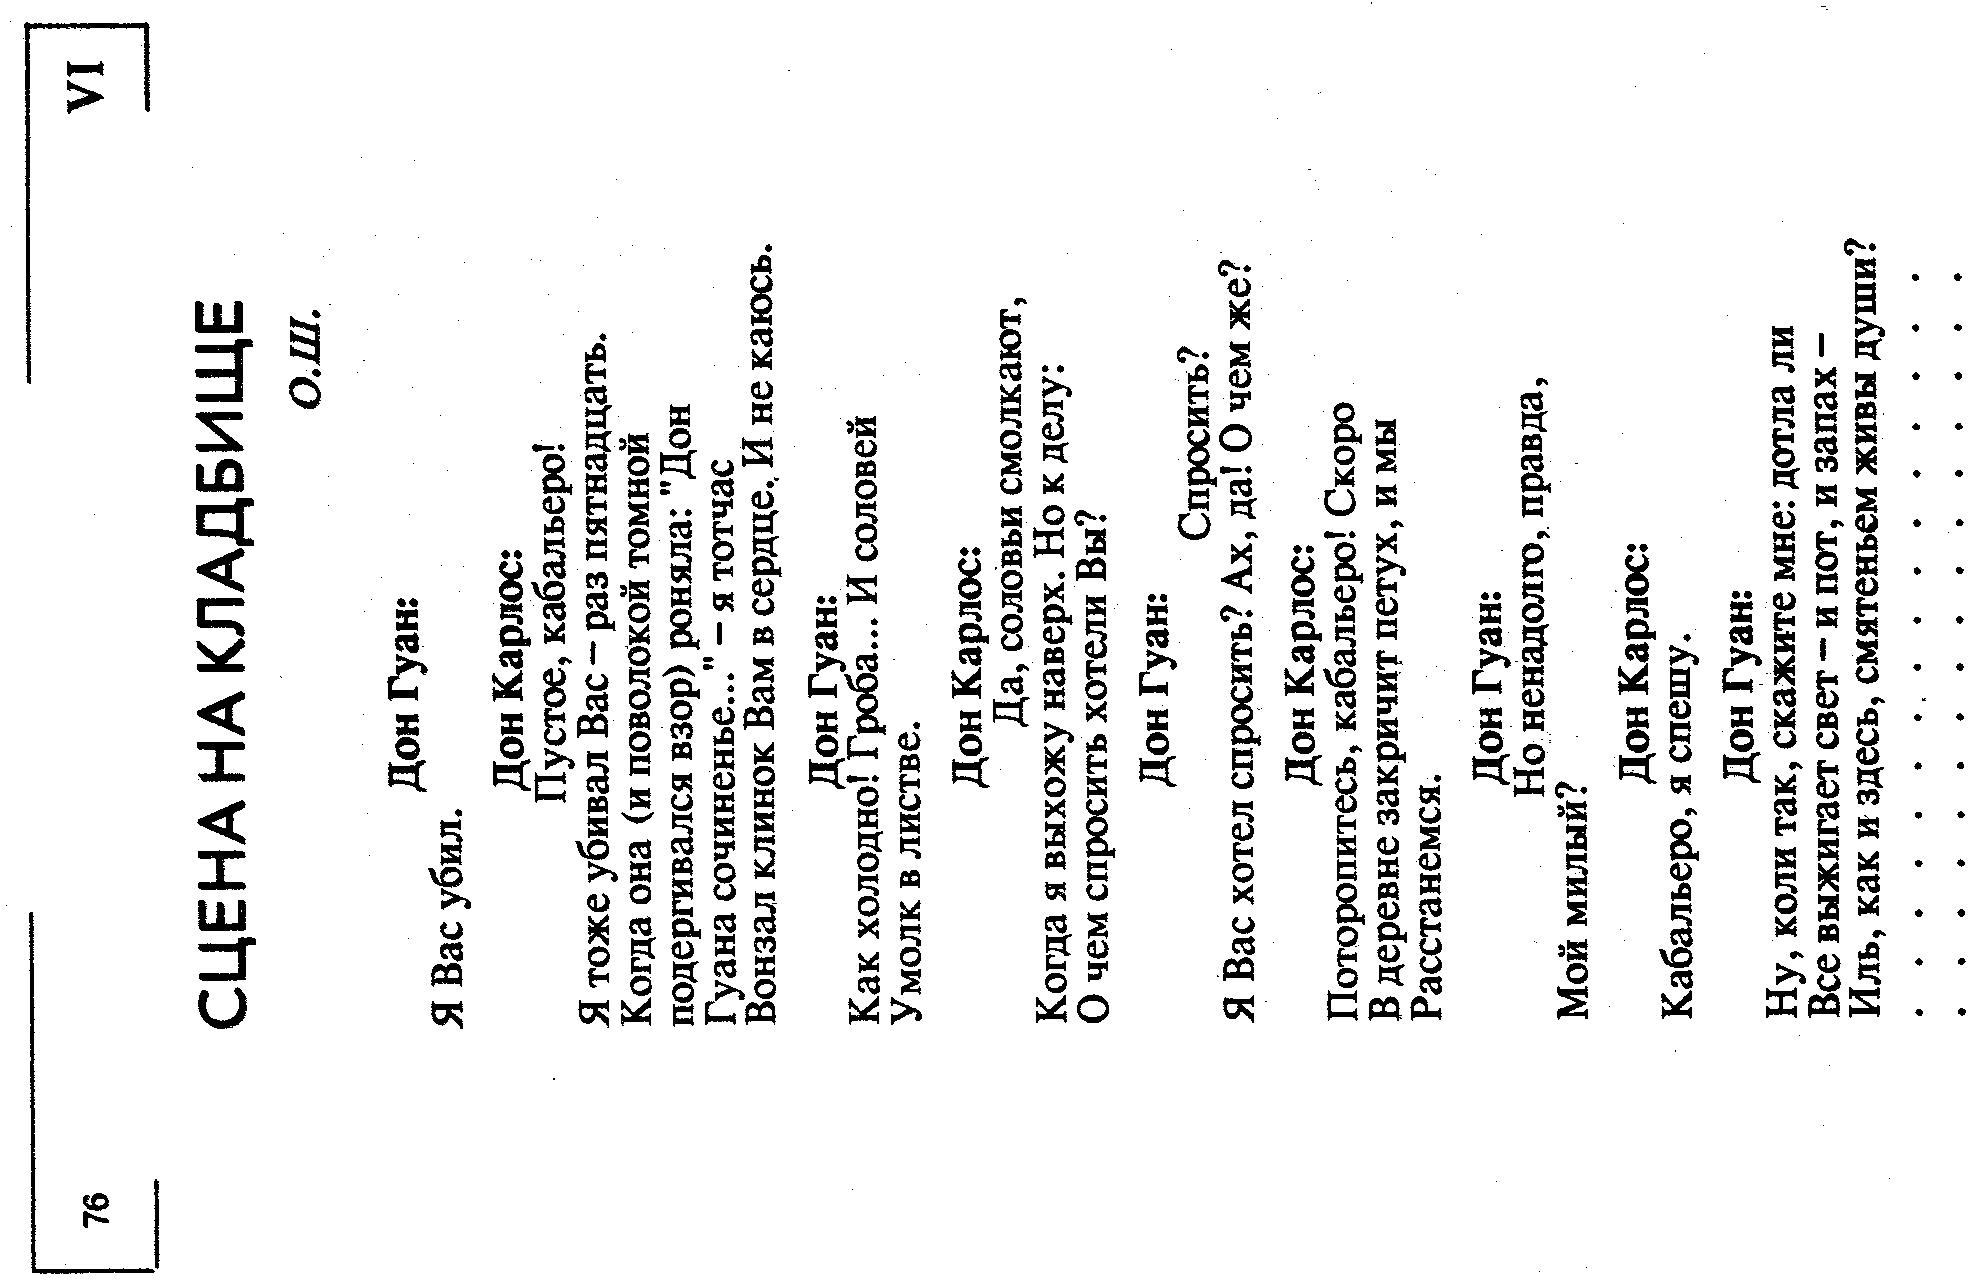 76
VI
СЦЕНА НА КЛАДБИЩЕ
О.Ш.
Дон Гуан:
Я Вас убил.
Дон Карлос:
Пустое, кабальеро!
Я тоже убивал Вас – раз пятнадцать.
Когда она (и поволокой томной
подергивался взор) роняла: "Дон
Гуана сочиненье..." – я тотчас
Вонзал клинок Вам в сердце. И не каюсь.
Дон Гуан:
Как холодно! Гроба... И соловей
Умолк в листве.
Дон Карлос:
Да, соловьи смолкают,
Когда я выхожу наверх. Но к делу:
О чем спросить хотели Вы?
Дон Гуан:
Спросить?
Я Вас хотел спросить? Ах, да! О чем же?
Дон Карлос:
Поторопитесь, кабальеро! Скоро
В деревне закричит петух, и мы
Расстанемся.
Дон Гуан:
Но ненадолго, правда,
Мой милый?
Дон Карлос:
Кабальеро, я спешу.
Дон Гуан:
Ну, коли так, скажите мне: дотла ли
Все выжигает свет – и пот, и запах –
Иль, как и здесь, смятеньем живы души?
. . . . . . . . . . . . . . . .
. . . . . . . . . . . . . . . .